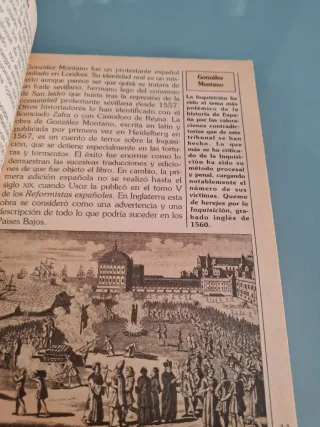 González Montano fue un protestante español
exilado en Londres. Su identidad real es un mis-
terio aunque parece ser que quizá se tratara de
un fraile sevillano, hermano lego del convento
de San Isidro que huiría tras la represión de la
comunidad protestante sevillana desde 1557.
Otros historiadores lo han identificado con el
licenciado Zafra o con Casiodoro de Reyna. La
obra de González Montano, escrita en latín y
publicada por primera vez en Heidelberg en
1567, es un cuento de terror sobre la Inquisi-
ción, que se detiene especialmente en las tortu-
ras y tormentos. El éxito fue enorme como lo
demuestran las sucesivas traducciones y edicio-
nes de que fue objeto el libro. En cambio, la pri-
mera edición española no se realizó hasta el
siglo XIX, cuando Usoz la publicó en el tomo V
de los Reformistas españoles. En Inglaterra esta
obra se consideró como una advertencia y una
descripción de todo lo que podría suceder en los
Países Bajos.
González
Montano
La Inquisición ha
sido el tema más
polémico de la
historia de Espa-
ña por las valora-
ciones contradic-
torias que de este
tribunal se han
hecho. Lo que
más se ha critica-
do de la Inquisi-
ción ha sido su
método procesal
y penal, cargando
notablemente el
número de sus
víctimas. Quema de
herejes por la
Inquisición, gra-
bado inglés de
1560.